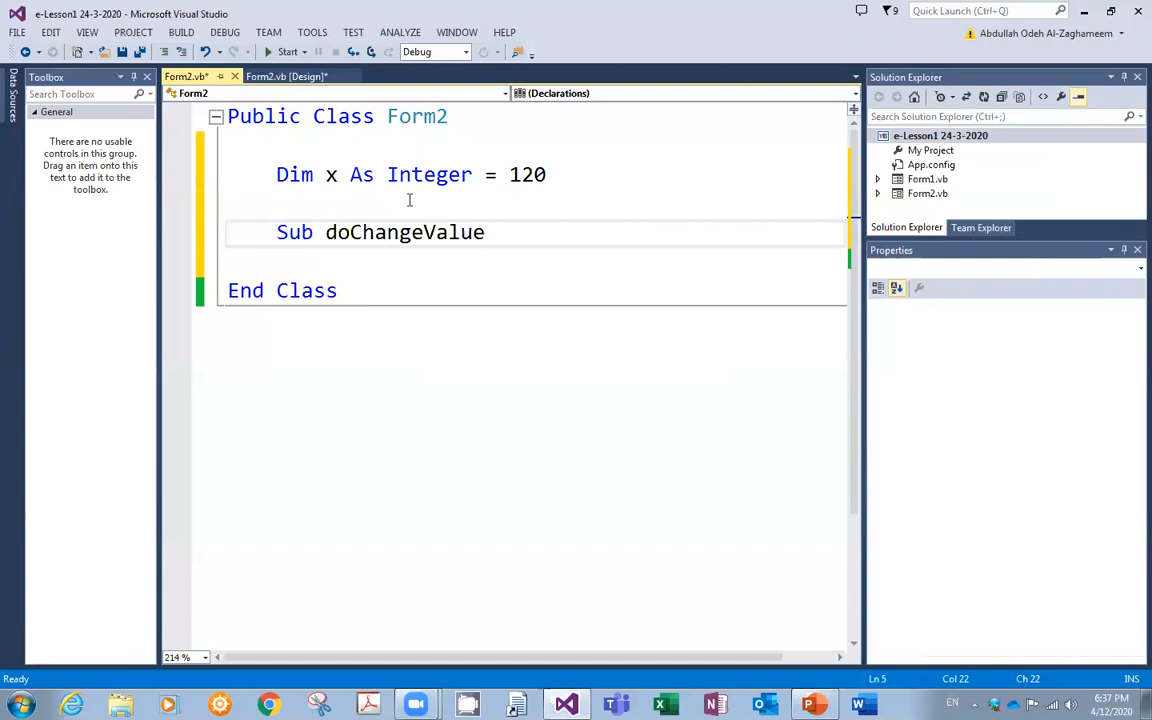 e-Lesson1 24-3-2020 - Microsoft Visual Studio
9
Quick Launch (Ctrl+Q)
FILE EDIT VIEW PROJECT BUILD DEBUG TEAM TOOLS TEST ANALYZE WINDOW HELP
Abdullah Odeh Al-Zaghameem
Start
Debug
Data Sources
Toolbox
Search Toolbox
General
There are no usable
controls in this group.
Drag an item onto this
text to add it to the
toolbox.
Form2.vb*
Form2.vb [Design]*
Form2
(Declarations)
Public Class Form2
Dim x As Integer = 120
Sub doChangeValue
End Class
214 %
Solution Explorer
Search Solution Explorer (Ctrl+;)
e-Lesson1 24-3-2020
My Project
App.config
Form1.vb
Form2.vb
Solution Explorer Team Explorer
Properties
Ready
Ln 5 Col 22 Ch 22 INS
EN
6:37 PM
4/12/2020